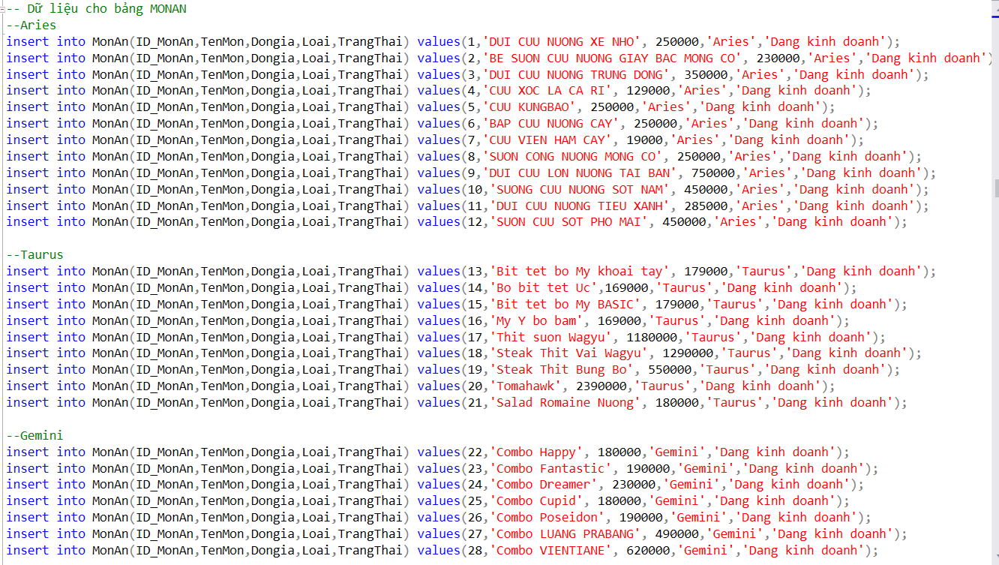 -- Dữ liệu cho bảng MONAN
--Aries
insert into MonAn(ID_MonAn,TenMon,Dongia,Loai,TrangThai) values(1,'DUI CUU NUONG XE NHO', 250000,'Aries','Dang kinh doanh');
insert into MonAn(ID_MonAn,TenMon,Dongia,Loai,TrangThai) values(2,'BE SUON CUU NUONG GIAY BAC MONG CO', 230000,'Aries','Dang kinh doanh')
insert into MonAn(ID_MonAn,TenMon,Dongia,Loai,TrangThai) values(3,'DUI CUU NUONG TRUNG DONG', 350000,'Aries','Dang kinh doanh');
insert into MonAn(ID_MonAn,TenMon,Dongia,Loai,TrangThai) values(4,'CUU XOC LA CA RI', 129000,'Aries','Dang kinh doanh');
insert into MonAn(ID_MonAn,TenMon,Dongia,Loai,TrangThai) values(5,'CUU KUNGBAO', 250000,'Aries','Dang kinh doanh');
insert into MonAn(ID_MonAn,TenMon,Dongia,Loai,TrangThai) values(6,'BAP CUU NUONG CAY', 250000,'Aries','Dang kinh doanh');
insert into MonAn(ID_MonAn,TenMon,Dongia,Loai,TrangThai) values(7,'CUU VIEN HAM CAY', 19000,'Aries','Dang kinh doanh');
insert into MonAn(ID_MonAn,TenMon,Dongia,Loai,TrangThai) values(8,'SUON CONG NUONG MONG CO', 250000,'Aries','Dang kinh doanh');
insert into MonAn(ID_MonAn,TenMon,Dongia,Loai,TrangThai) values(9,'DUI CUU LON NUONG TAI BAN', 750000,'Aries','Dang kinh doanh');
insert into MonAn(ID_MonAn,TenMon,Dongia,Loai,TrangThai) values(10,'SUONG CUU NUONG SOT NAM', 450000,'Aries','Dang kinh doanh');
insert into MonAn(ID_MonAn,TenMon,Dongia,Loai,TrangThai) values(11,'DUI CUU NUONG TIEU XANH', 285000,'Aries','Dang kinh doanh');
insert into MonAn(ID_MonAn,TenMon,Dongia,Loai,TrangThai) values(12,'SUON CUU SOT PHO MAI', 450000,'Aries','Dang kinh doanh');
--Taurus
insert into MonAn(ID_MonAn,TenMon,Dongia,Loai,TrangThai) values(13,'Bit tet bo My khoai tay', 179000,'Taurus','Dang kinh doanh');
insert into MonAn(ID_MonAn,TenMon,Dongia,Loai,TrangThai) values(14,'Bo bit tet Uc',169000,'Taurus','Dang kinh doanh');
insert into MonAn(ID_MonAn,TenMon,Dongia,Loai,TrangThai) values(15,'Bit tet bo My BASIC', 179000,'Taurus','Dang kinh doanh');
insert into MonAn(ID_MonAn,TenMon,Dongia,Loai,TrangThai) values(16,'My Y bo bam', 169000,'Taurus','Dang kinh doanh');
insert into MonAn(ID_MonAn,TenMon,Dongia,Loai,TrangThai) values(17,'Thit suon Wagyu', 1180000,'Taurus','Dang kinh doanh');
insert into MonAn(ID_MonAn,TenMon,Dongia,Loai,TrangThai) values(18,'Steak Thit Vai Wagyu', 1290000,'Taurus','Dang kinh doanh');
insert into MonAn(ID_MonAn,TenMon,Dongia,Loai,TrangThai) values(19,'Steak Thit Bung Bo', 550000,'Taurus','Dang kinh doanh');
insert into MonAn(ID_MonAn,TenMon,Dongia,Loai,TrangThai) values(20,'Tomahawk', 2390000,'Taurus','Dang kinh doanh');
insert into MonAn(ID_MonAn,TenMon,Dongia,Loai,TrangThai) values(21,'Salad Romaine Nuong', 180000,'Taurus','Dang kinh doanh');
--Gemini
insert into MonAn(ID_MonAn,TenMon,Dongia,Loai,TrangThai) values(22,'Combo Happy', 180000,'Gemini','Dang kinh doanh');
insert into MonAn(ID_MonAn,TenMon,Dongia,Loai,TrangThai) values(23,'Combo Fantastic', 190000,'Gemini','Dang kinh doanh');
insert into MonAn(ID_MonAn,TenMon,Dongia,Loai,TrangThai) values(24,'Combo Dreamer', 230000,'Gemini','Dang kinh doanh');
insert into MonAn(ID_MonAn,TenMon,Dongia,Loai,TrangThai) values(25,'Combo Cupid', 180000,'Gemini','Dang kinh doanh');
insert into MonAn(ID_MonAn,TenMon,Dongia,Loai,TrangThai) values(26,'Combo Poseidon', 190000,'Gemini','Dang kinh doanh');
insert into MonAn(ID_MonAn,TenMon,Dongia,Loai,TrangThai) values(27,'Combo LUANG PRABANG', 490000,'Gemini','Dang kinh doanh');
insert into MonAn(ID_MonAn,TenMon,Dongia,Loai,TrangThai) values(28,'Combo VIENTIANE', 620000,'Gemini','Dang kinh doanh');